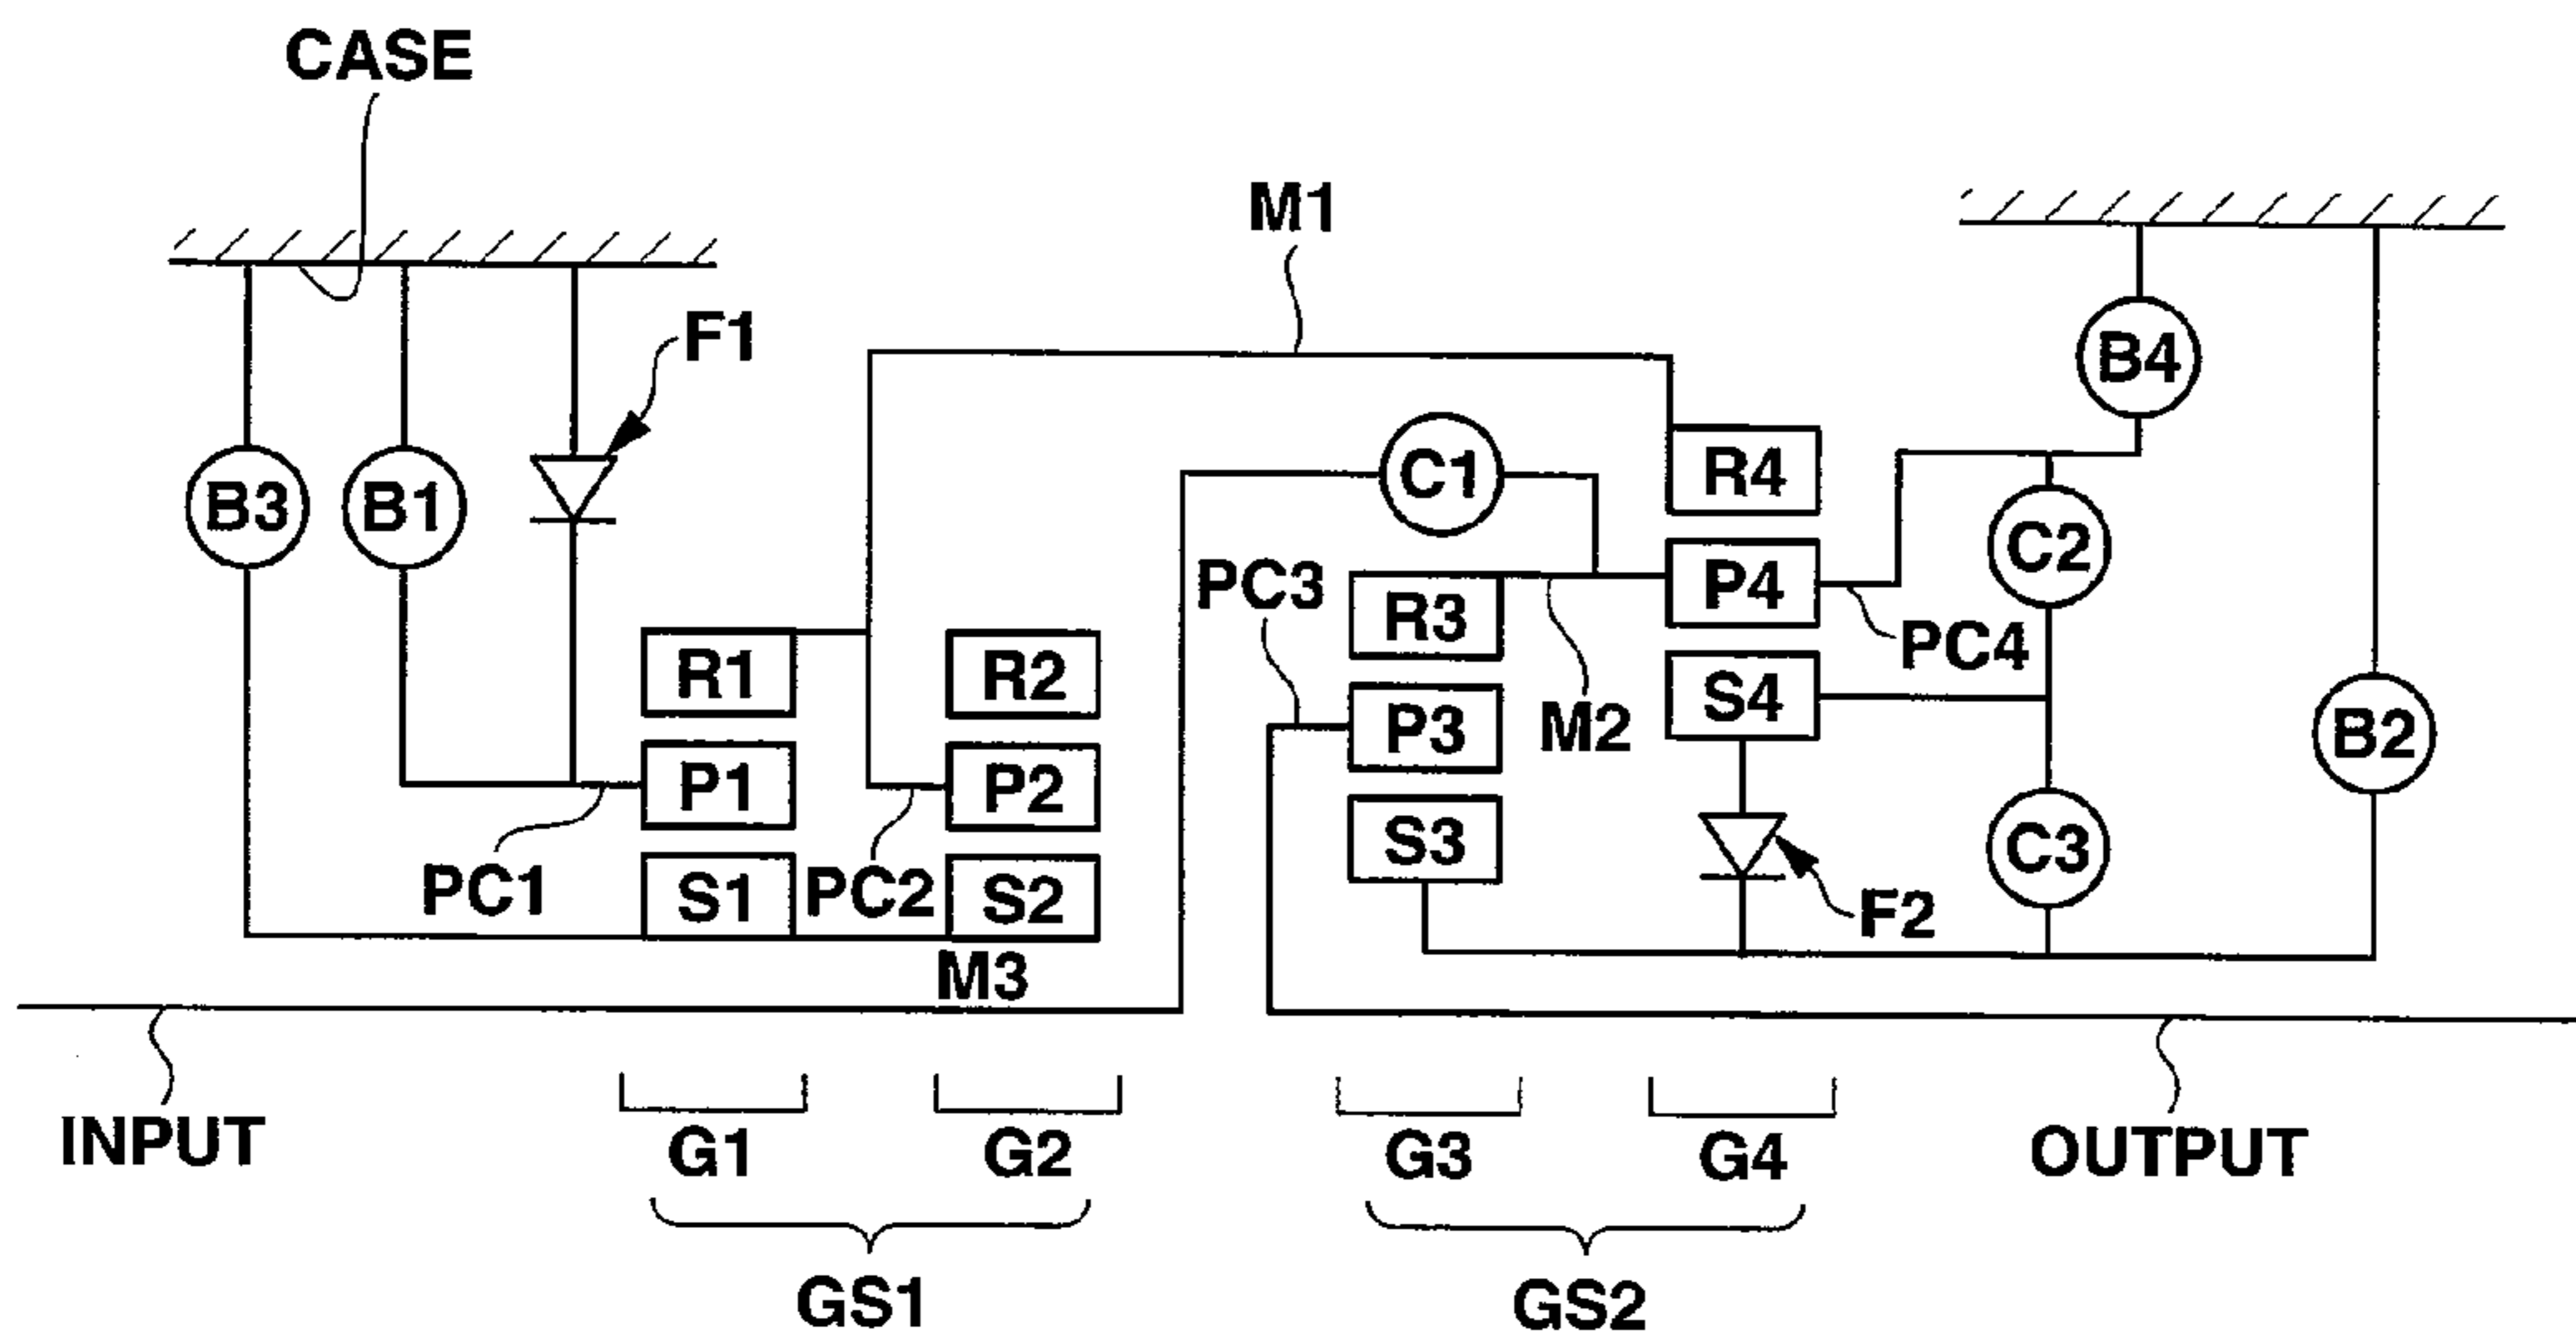 CASE
M1
F1
B4
B3
B1
C1
R4
C2
PC3
R3
P4
PC4
R1
R2
P3
M2
S4
B2
P1
P2
S3
C3
PC1
S1
PC2
S2
F2
M3
INPUT
G1
G2
G3
G4
OUTPUT
GS1
GS2